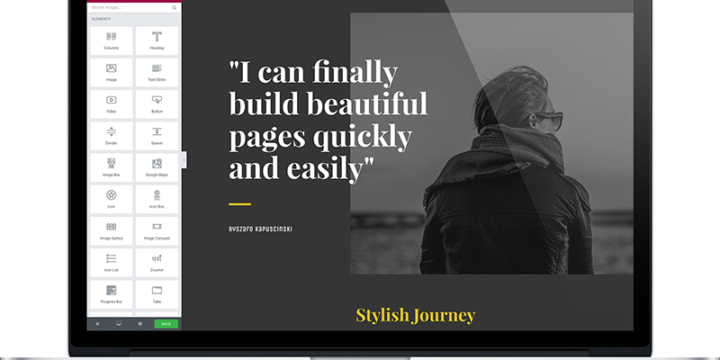 Search Widget...
ELEMENTS
Columns
Heading
Image
Text Editor
Video
Button
Divider
Spacer
Image Box
Google Maps
Icon
Icon Box
Image Gallery
Image Carousel
Icon List
Counter
Progress Bar
Tabs
SAVE
"I can finally
build beautiful
pages quickly
and easily"
RYSZARD KAPUSCINSKI
Stylish Journey